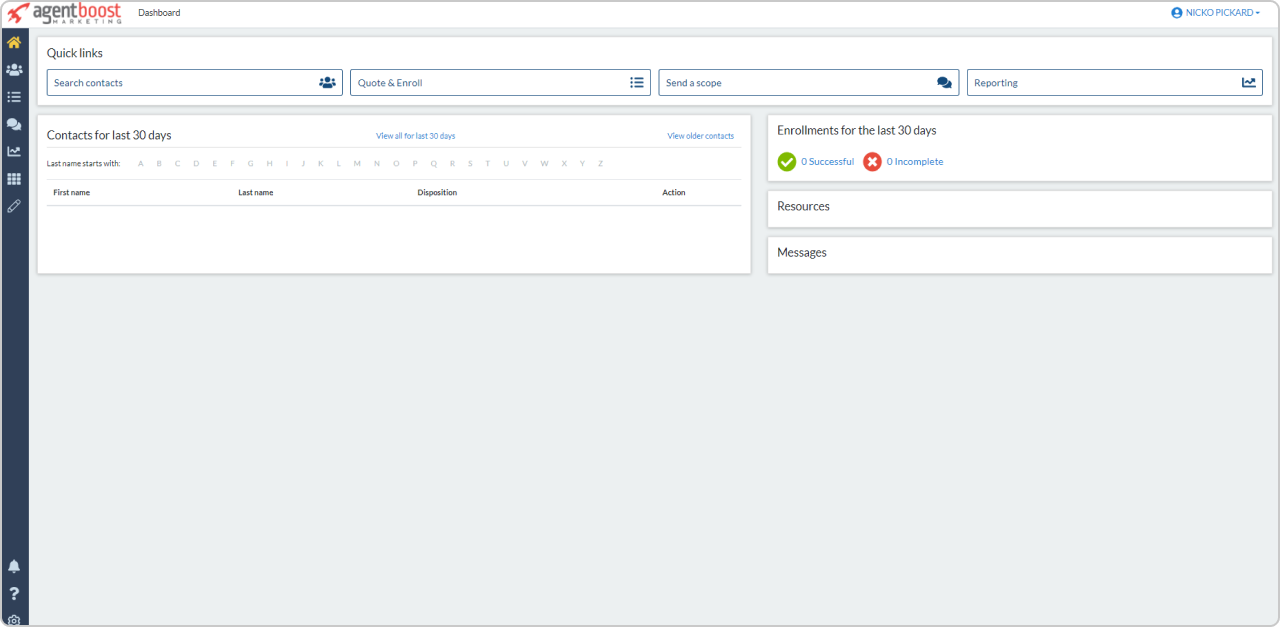 agentboost
MARKETING
Dashboard
NICKO PICKARD
Quick links
Search contacts
Quote & Enroll
Send a scope
Reporting
Contacts for last 30 days
View all for last 30 days
View older contacts
Last name starts with: A B C D E F G H I J K L M N O P Q R S T U V W X Y Z
First name Last name Disposition Action
Enrollments for the last 30 days
0 Successful 0 Incomplete
Resources
Messages